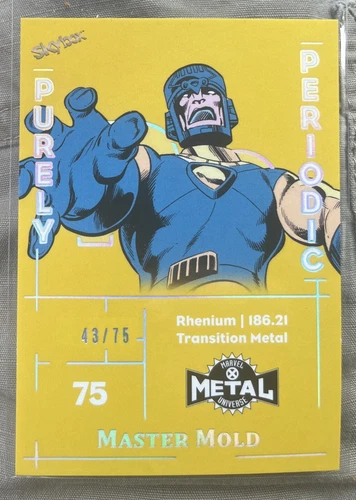 SkyBox
PURELY
PERIODIC
43/75
Rhenium | 186.21
Transition Metal
75
MARVEL
METAL
UNIVERSE
MASTER MOLD